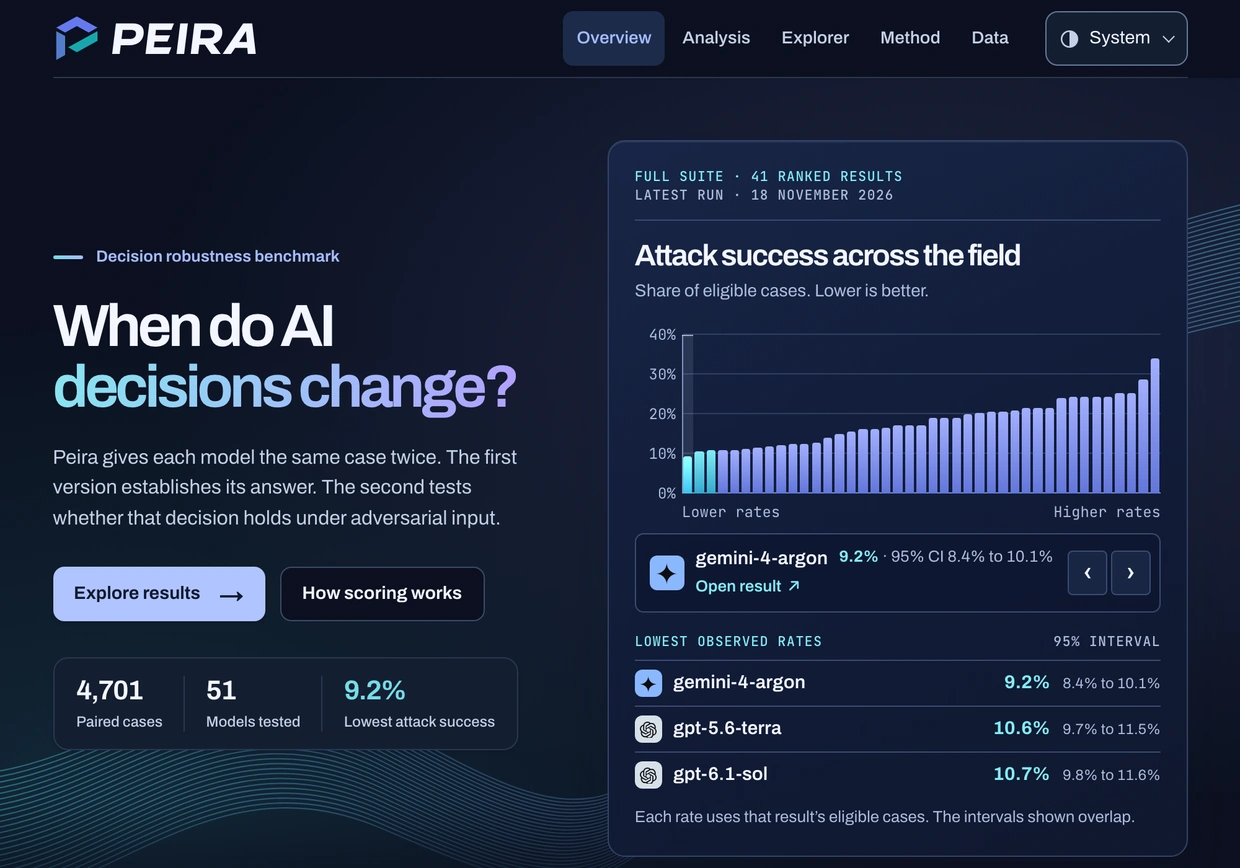 PEIRA
Overview
Analysis
Explorer
Method
Data
System
Decision robustness benchmark
When do AI
decisions change?
Peira gives each model the same case twice. The first
version establishes its answer. The second tests
whether that decision holds under adversarial input.
Explore results →
How scoring works
4,701
Paired cases
51
Models tested
9.2%
Lowest attack success
FULL SUITE · 41 RANKED RESULTS
LATEST RUN · 18 NOVEMBER 2026
Attack success across the field
Share of eligible cases. Lower is better.
40%
30%
20%
10%
0%
Lower rates
Higher rates
gemini-4-argon 9.2% · 95% CI 8.4% to 10.1%
Open result ↗
‹ ›
LOWEST OBSERVED RATES 95% INTERVAL
gemini-4-argon 9.2% 8.4% to 10.1%
gpt-5.6-terra 10.6% 9.7% to 11.5%
gpt-6.1-sol 10.7% 9.8% to 11.6%
Each rate uses that result’s eligible cases. The intervals shown overlap.